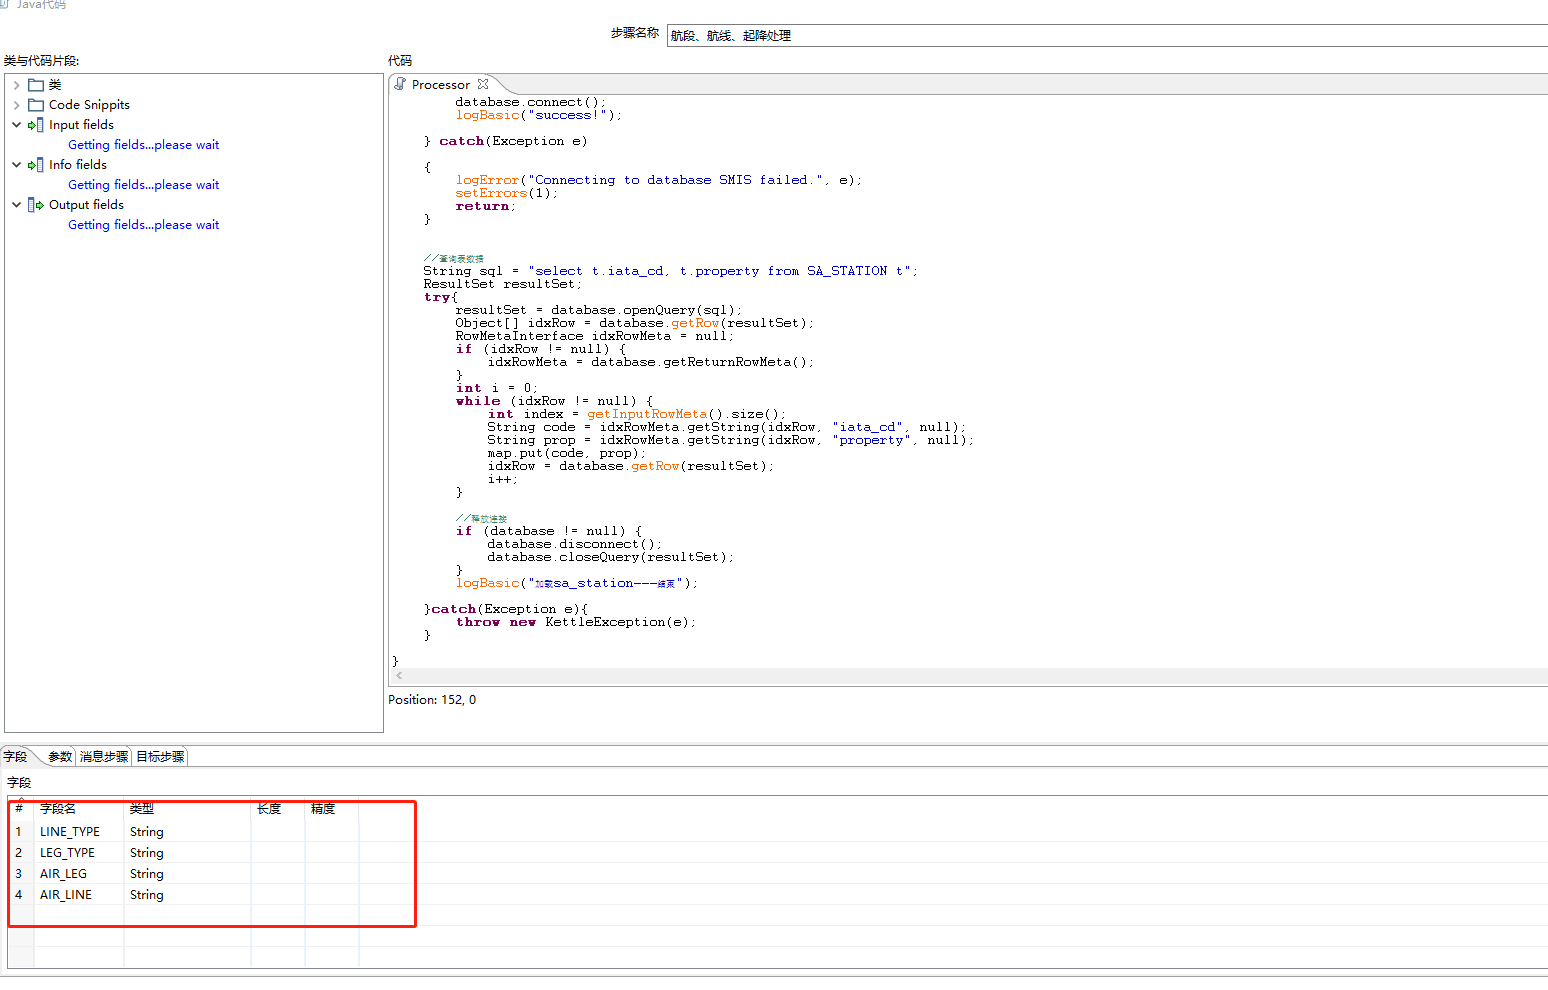 Java代码
步骤名称 航段、航线、起降处理
类与代码片段:
类
Code Snippits
Input fields
Getting fields...please wait
Info fields
Getting fields...please wait
Output fields
Getting fields...please wait
代码
Processor
database.connect();
logBasic("success!");
} catch(Exception e)
{
logError("Connecting to database SMIS failed.", e);
setErrors(1);
return;
}
//查询表数据
String sql = "select t.iata_cd, t.property from SA_STATION t";
ResultSet resultSet;
try{
resultSet = database.openQuery(sql);
Object[] idxRow = database.getRow(resultSet);
RowMetaInterface idxRowMeta = null;
if (idxRow != null) {
idxRowMeta = database.getReturnRowMeta();
}
int i = 0;
while (idxRow != null) {
int index = getInputRowMeta().size();
String code = idxRowMeta.getString(idxRow, "iata_cd", null);
String prop = idxRowMeta.getString(idxRow, "property", null);
map.put(code, prop);
idxRow = database.getRow(resultSet);
i++;
}
//释放连接
if (database != null) {
database.disconnect();
database.closeQuery(resultSet);
}
logBasic("加载sa_station---结束");
}catch(Exception e){
throw new KettleException(e);
}
}
Position: 152, 0
字段 参数 消息步骤 目标步骤
字段
# 字段名 类型 长度 精度
1 LINE_TYPE String
2 LEG_TYPE String
3 AIR_LEG String
4 AIR_LINE String